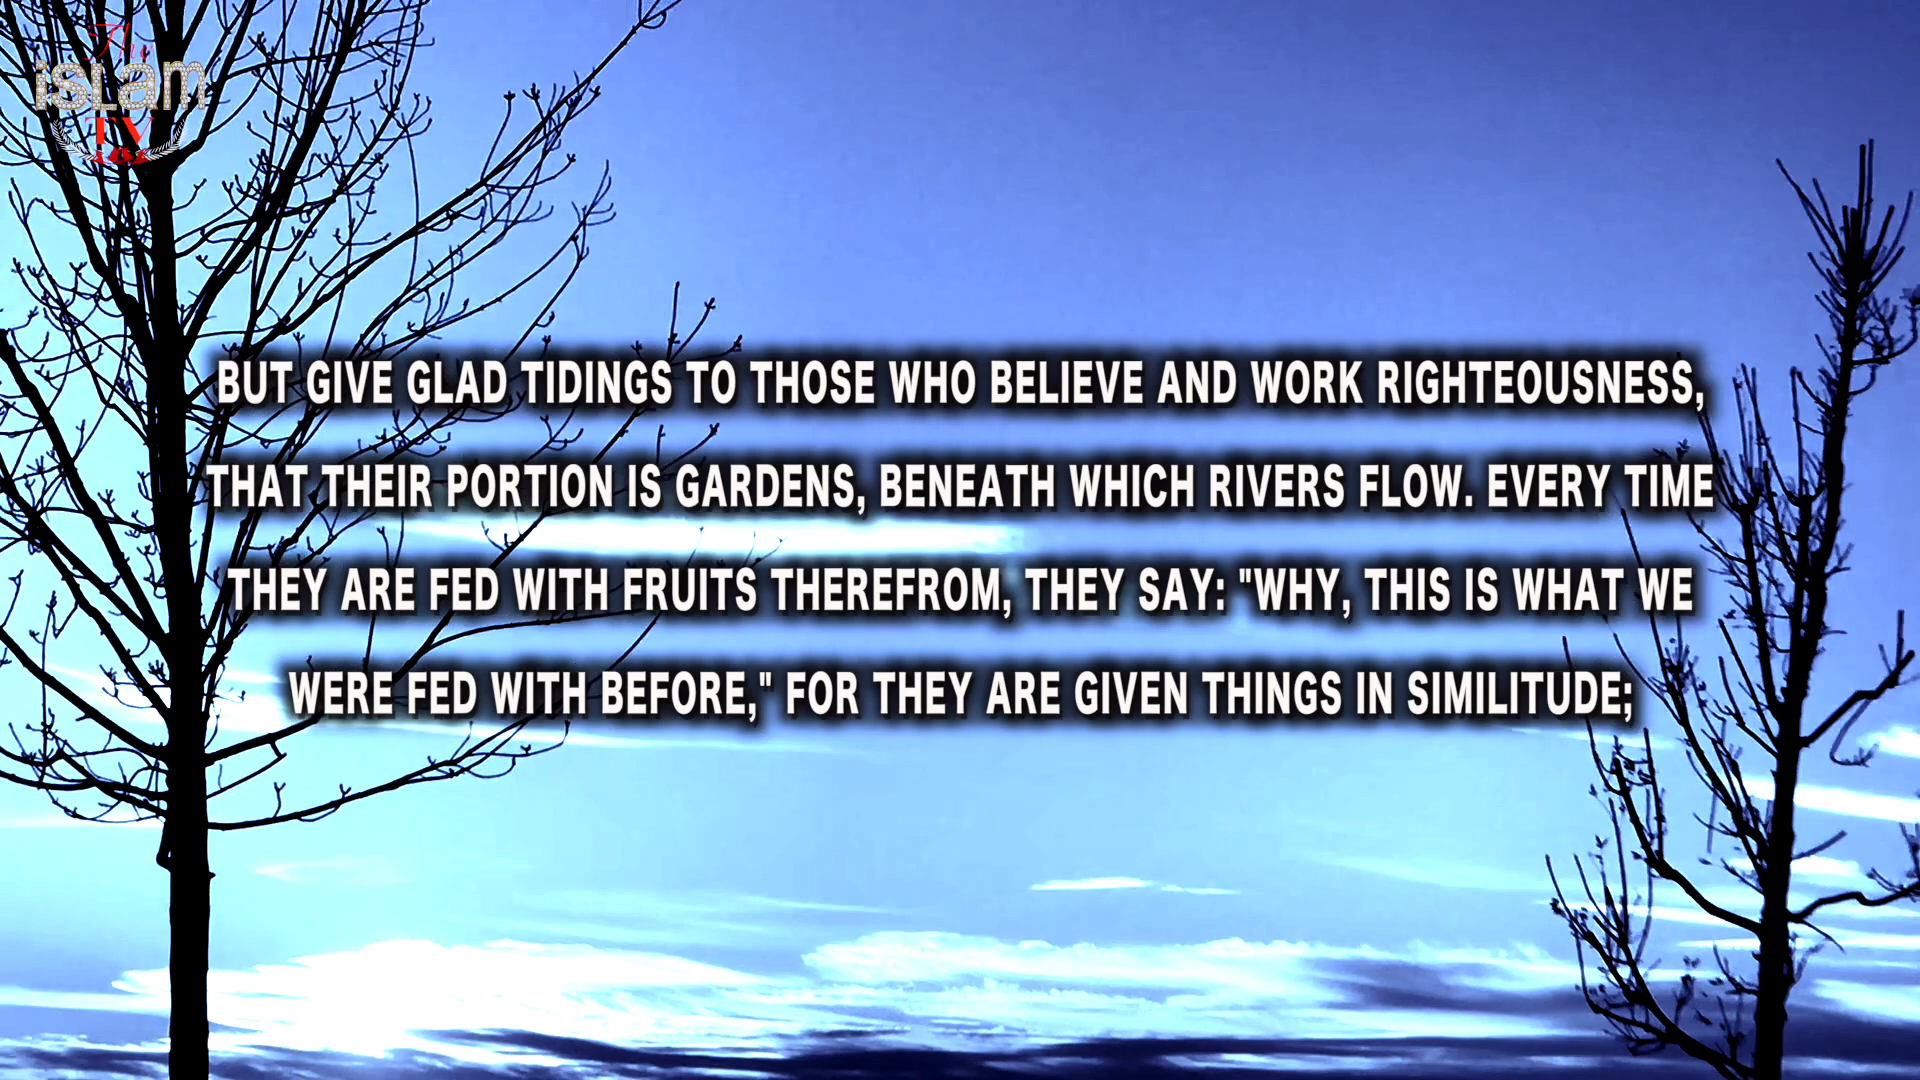 The
iSLam
TV
BUT GIVE GLAD TIDINGS TO THOSE WHO BELIEVE AND WORK RIGHTEOUSNESS,
THAT THEIR PORTION IS GARDENS, BENEATH WHICH RIVERS FLOW. EVERY TIME
THEY ARE FED WITH FRUITS THEREFROM, THEY SAY: "WHY, THIS IS WHAT WE
WERE FED WITH BEFORE," FOR THEY ARE GIVEN THINGS IN SIMILITUDE;